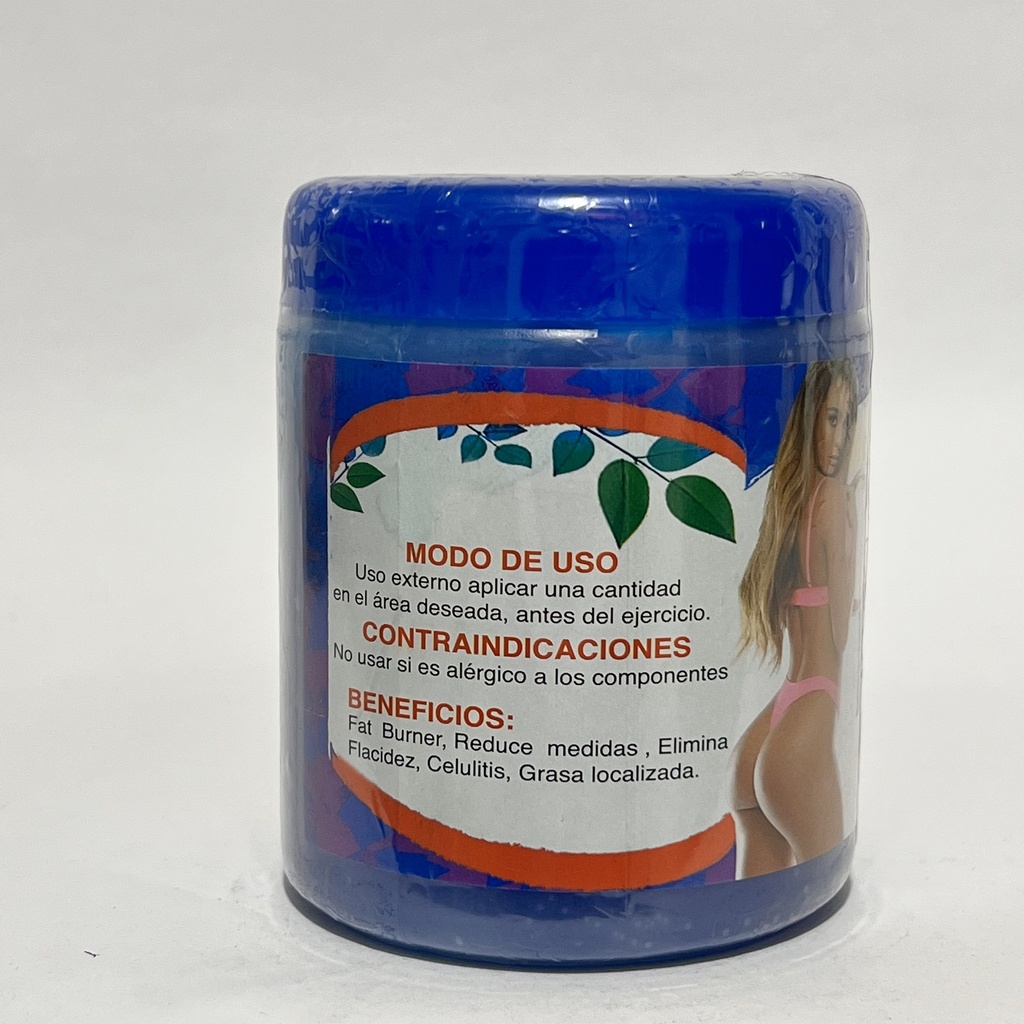 MODO DE USO
Uso externo aplicar una cantidad
en el área deseada, antes del ejercicio.
CONTRAINDICACIONES
No usar si es alérgico a los componentes
BENEFICIOS:
Fat Burner, Reduce medidas , Elimina
Flacidez, Celulitis, Grasa localizada.